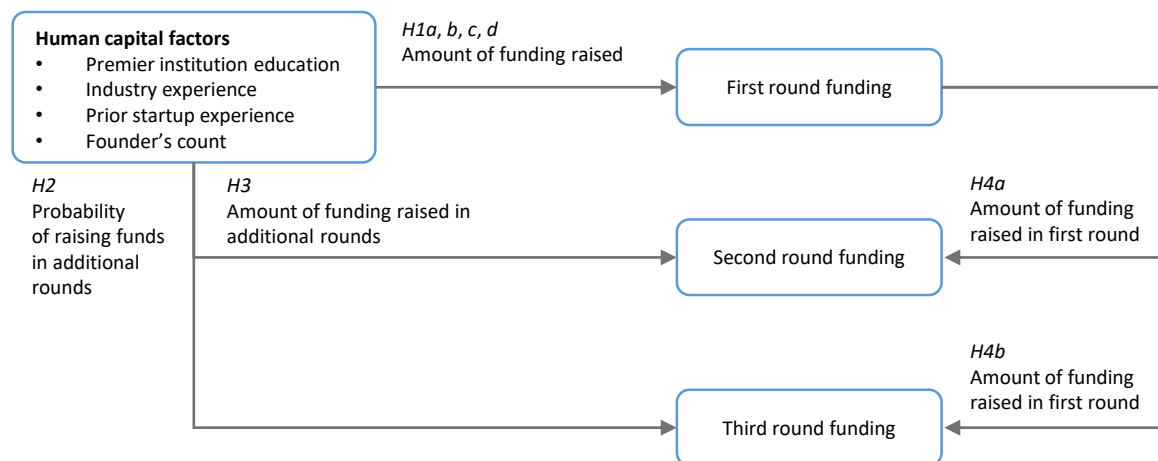 Human capital factors
• Premier institution education
• Industry experience
• Prior startup experience
• Founder's count
H1a, b, c, d
Amount of funding raised
First round funding
H2
Probability
of raising funds
in additional
rounds
H3
Amount of funding raised in
additional rounds
Second round funding
H4a
Amount of funding
raised in first round
Third round funding
H4b
Amount of funding
raised in first round